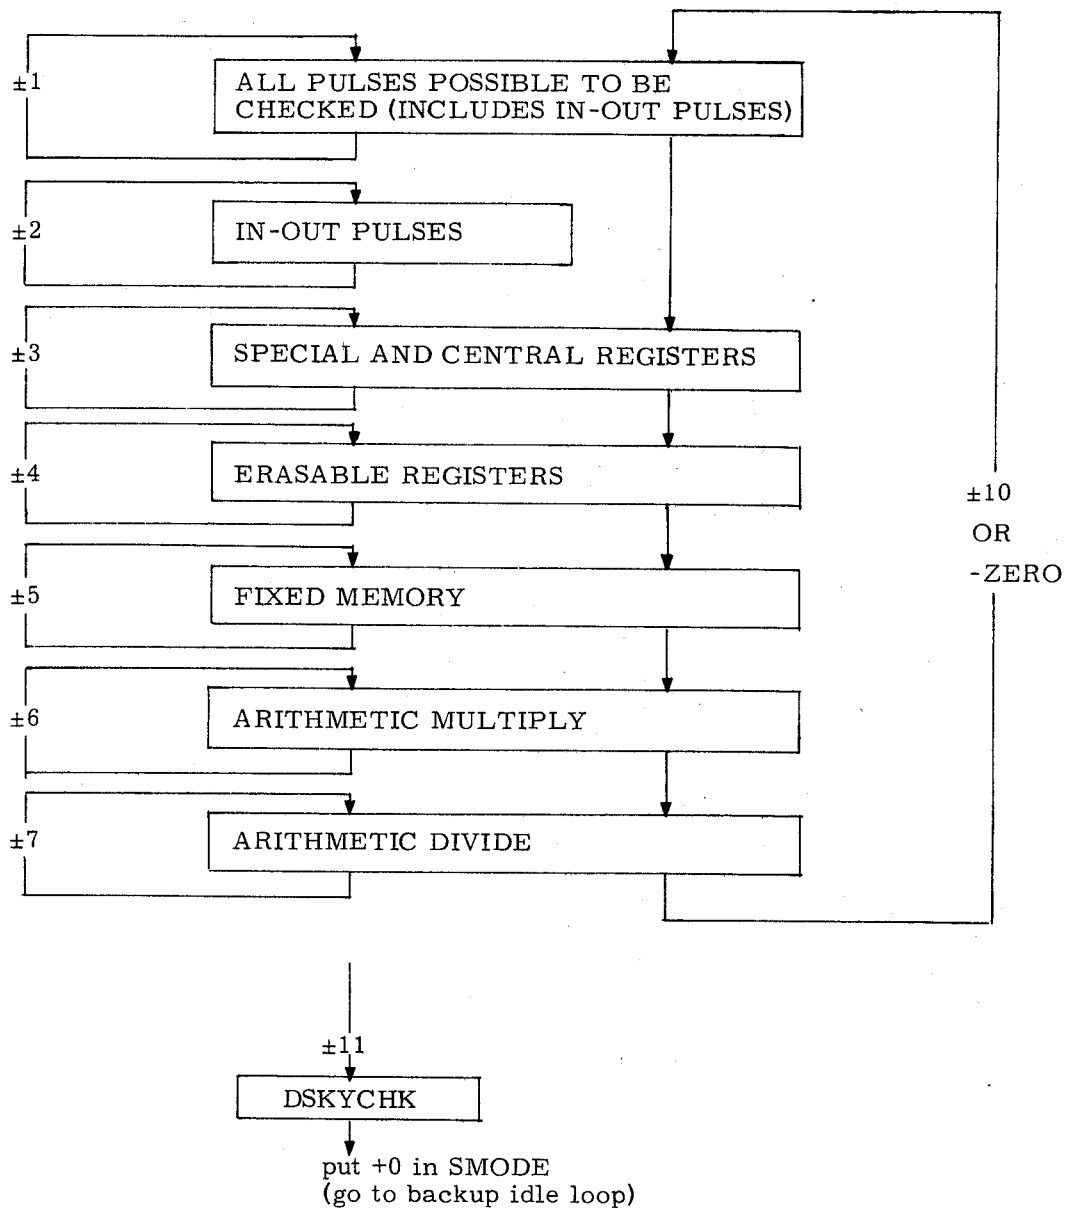 ±1
ALL PULSES POSSIBLE TO BE
CHECKED (INCLUDES IN-OUT PULSES)
±2
IN-OUT PULSES
±3
SPECIAL AND CENTRAL REGISTERS
±4
ERASABLE REGISTERS
±10
OR
-ZERO
±5
FIXED MEMORY
±6
ARITHMETIC MULTIPLY
±7
ARITHMETIC DIVIDE
±11
DSKYCHK
put +0 in SMODE
(go to backup idle loop)